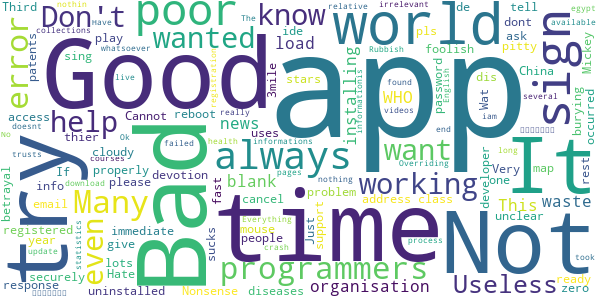 Don't poor know world sign
Good app
wanted load error help
try Bad always want installing It
time Not
Many even blank working
programmers Useless
organisation
Third patents sing play
Have collections relative irrelevant
The ide stars 3mile
dont pls ask foolish
de tell pitty
egypt available
nothin whatsoever live
registration
Mickey Rubbish dis China
several password English
WHO Wat iam
informationis found videos
access Cannot reboot news
doesnt thier uses
No occurred burying
end Overriding
If cloudy devotion really
health informations
trusts Ok failed
courses properly
developer map long rest
betrayal info please
pages nothing
problem address class
Very one
email download
cancel fast mouse
Just support
This unclear waste
registered year update
immediate give
sucks people
Everything crash
process took
ready zero
response securely
statistics lots Hate
uninstalled Nonsense diseases